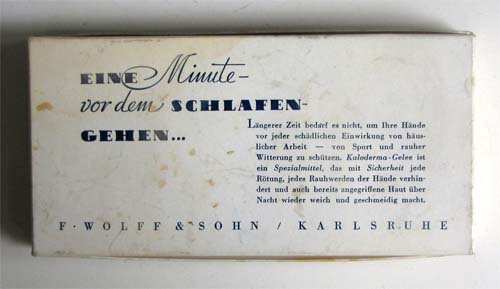 EINE Minute-
vor dem SCHLAFEN-
GEHEN...
Längerer Zeit bedarf es nicht, um Ihre Hände
vor jeder schädlichen Einwirkung von häus-
licher Arbeit — von Sport und rauher
Witterung zu schützen. Kaloderma-Gelee ist
ein Spezialmittel, das mit Sicherheit jede
Rötung, jedes Rauhwerden der Hände verhin-
dert und auch bereits angegriffene Haut über
Nacht wieder weich und geschmeidig macht.
F · WOLFF & SOHN / KARLSRUHE